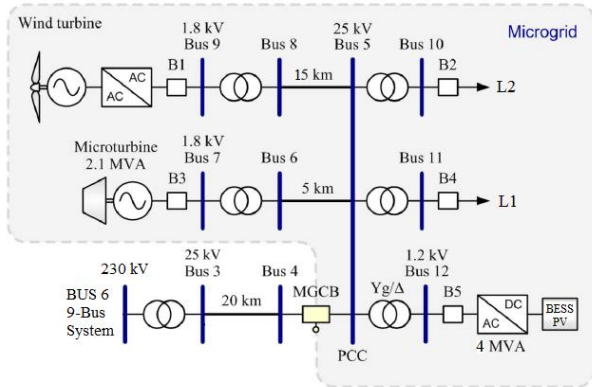 Wind turbine
1.8 kV
Bus 9
Bus 8
25 kV
Bus 5
Bus 10
Microgrid
B1
AC
AC
15 km
B2
L2
Microturbine
2.1 MVA
1.8 kV
Bus 7
Bus 6
Bus 11
B3
5 km
B4
L1
230 kV
25 kV
Bus 3
Bus 4
1.2 kV
Bus 12
BUS 6
9-Bus
System
20 km
MGCB
Yg/Δ
B5
DC
AC
BESS
PV
4 MVA
PCC